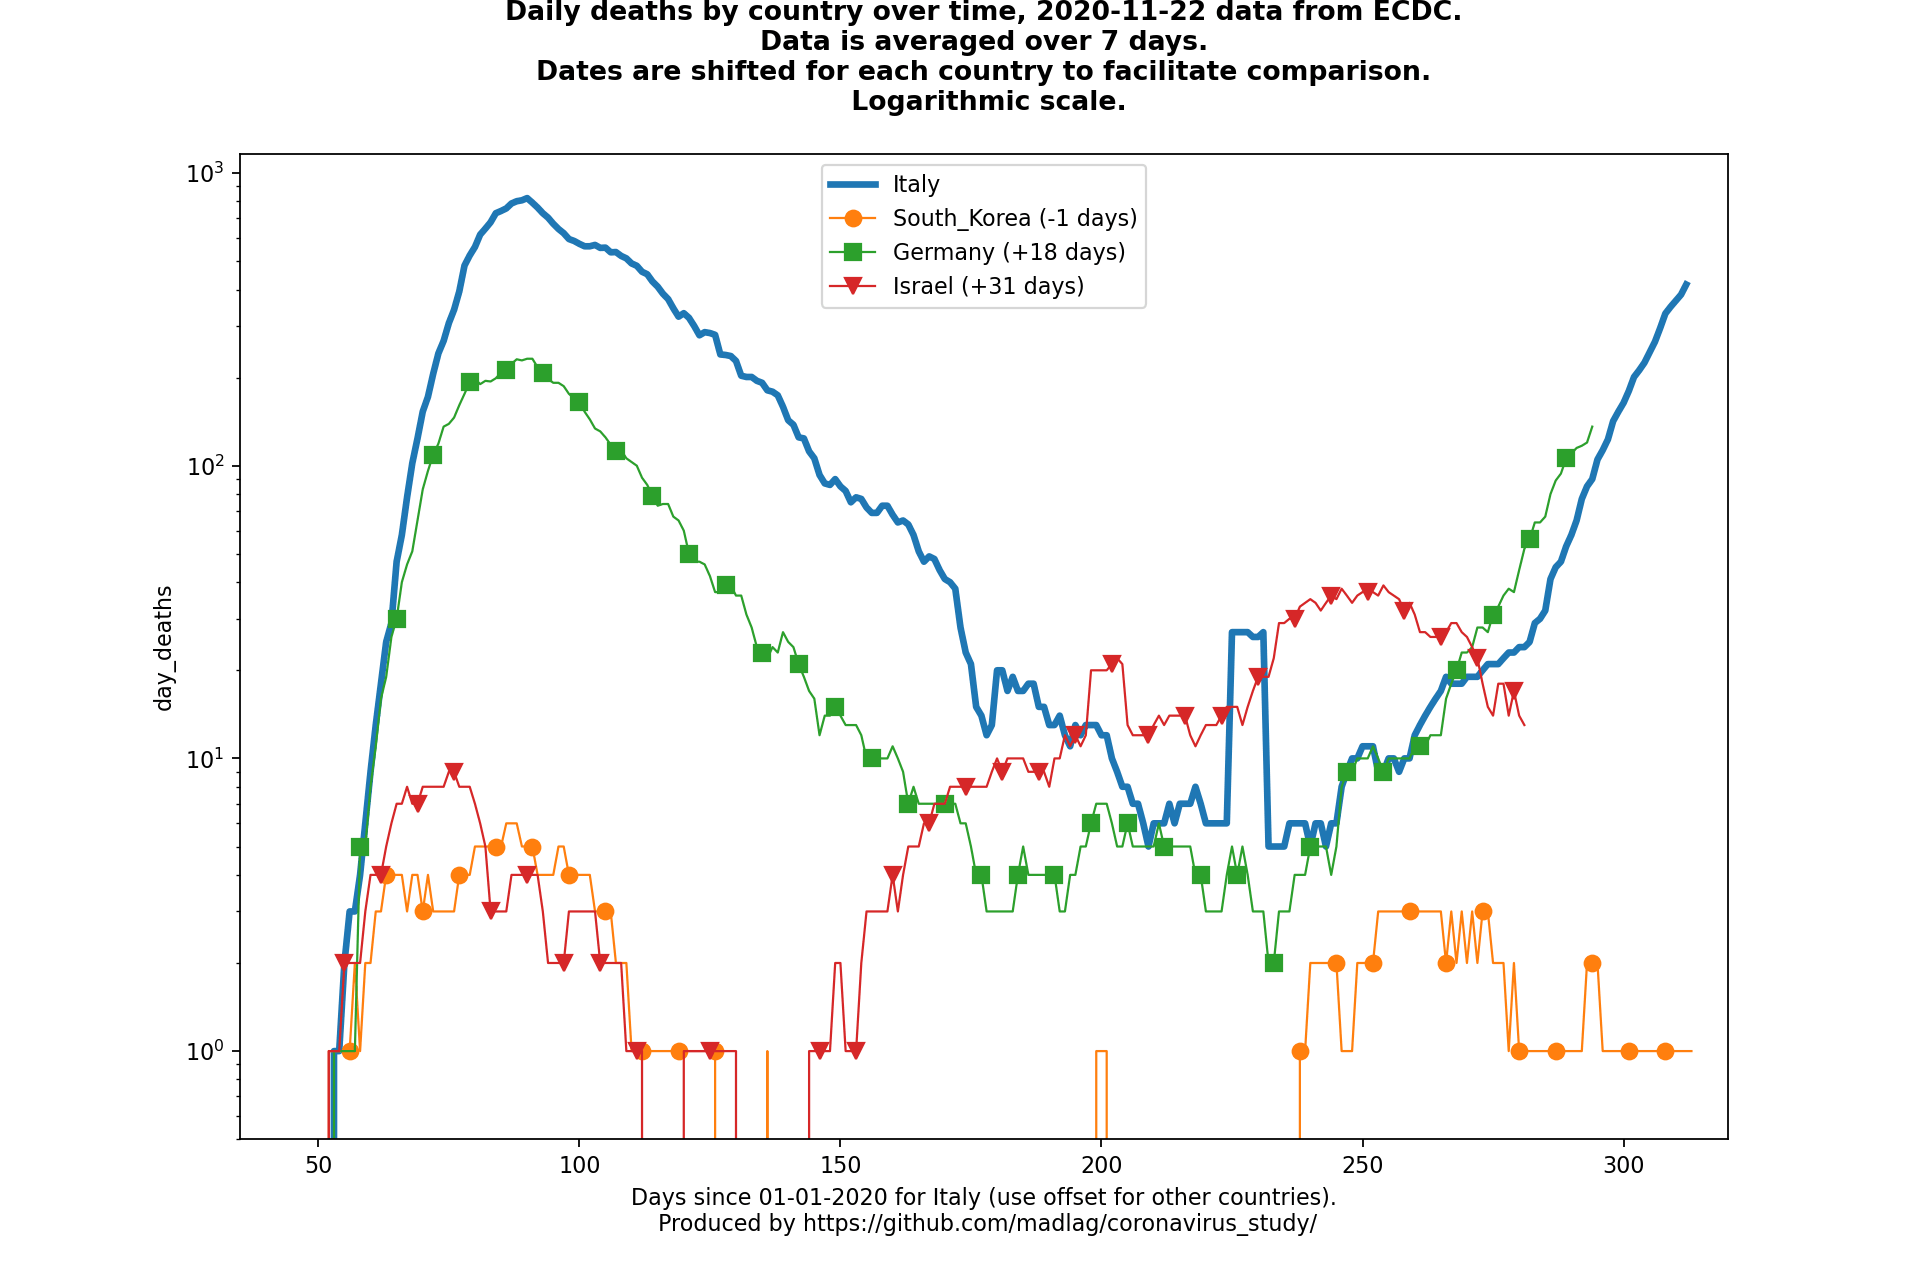 Daily deaths by country over time, 2020-11-22 data from ECDC.
Data is averaged over 7 days.
Dates are shifted for each country to facilitate comparison.
Logarithmic scale.
Italy
South_Korea (-1 days)
Germany (+18 days)
Israel (+31 days)
day_deaths
10³
10²
10¹
10⁰
50 100 150 200 250 300
Days since 01-01-2020 for Italy (use offset for other countries).
Produced by https://github.com/madlag/coronavirus_study/